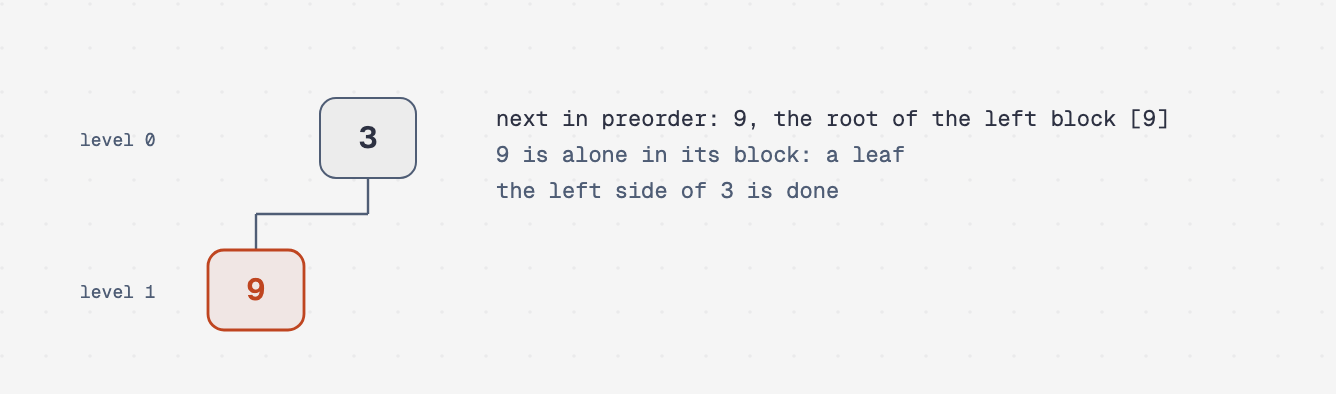 level 0
3
next in preorder: 9, the root of the left block [9]
9 is alone in its block: a leaf
the left side of 3 is done
level 1
9